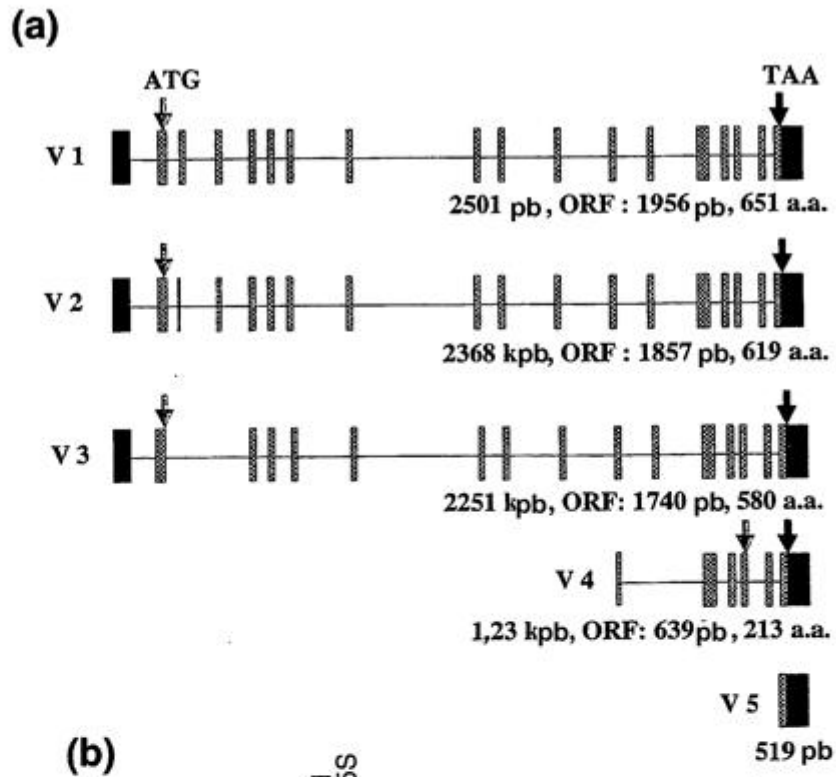 (a)
ATG TAA
V 1
2501 pb, ORF : 1956 pb, 651 a.a.
V 2
2368 kpb, ORF : 1857 pb, 619 a.a.
V 3
2251 kpb, ORF: 1740 pb, 580 a.a.
V 4
1,23 kpb, ORF: 639 pb , 213 a.a.
V 5
519 pb
(b)